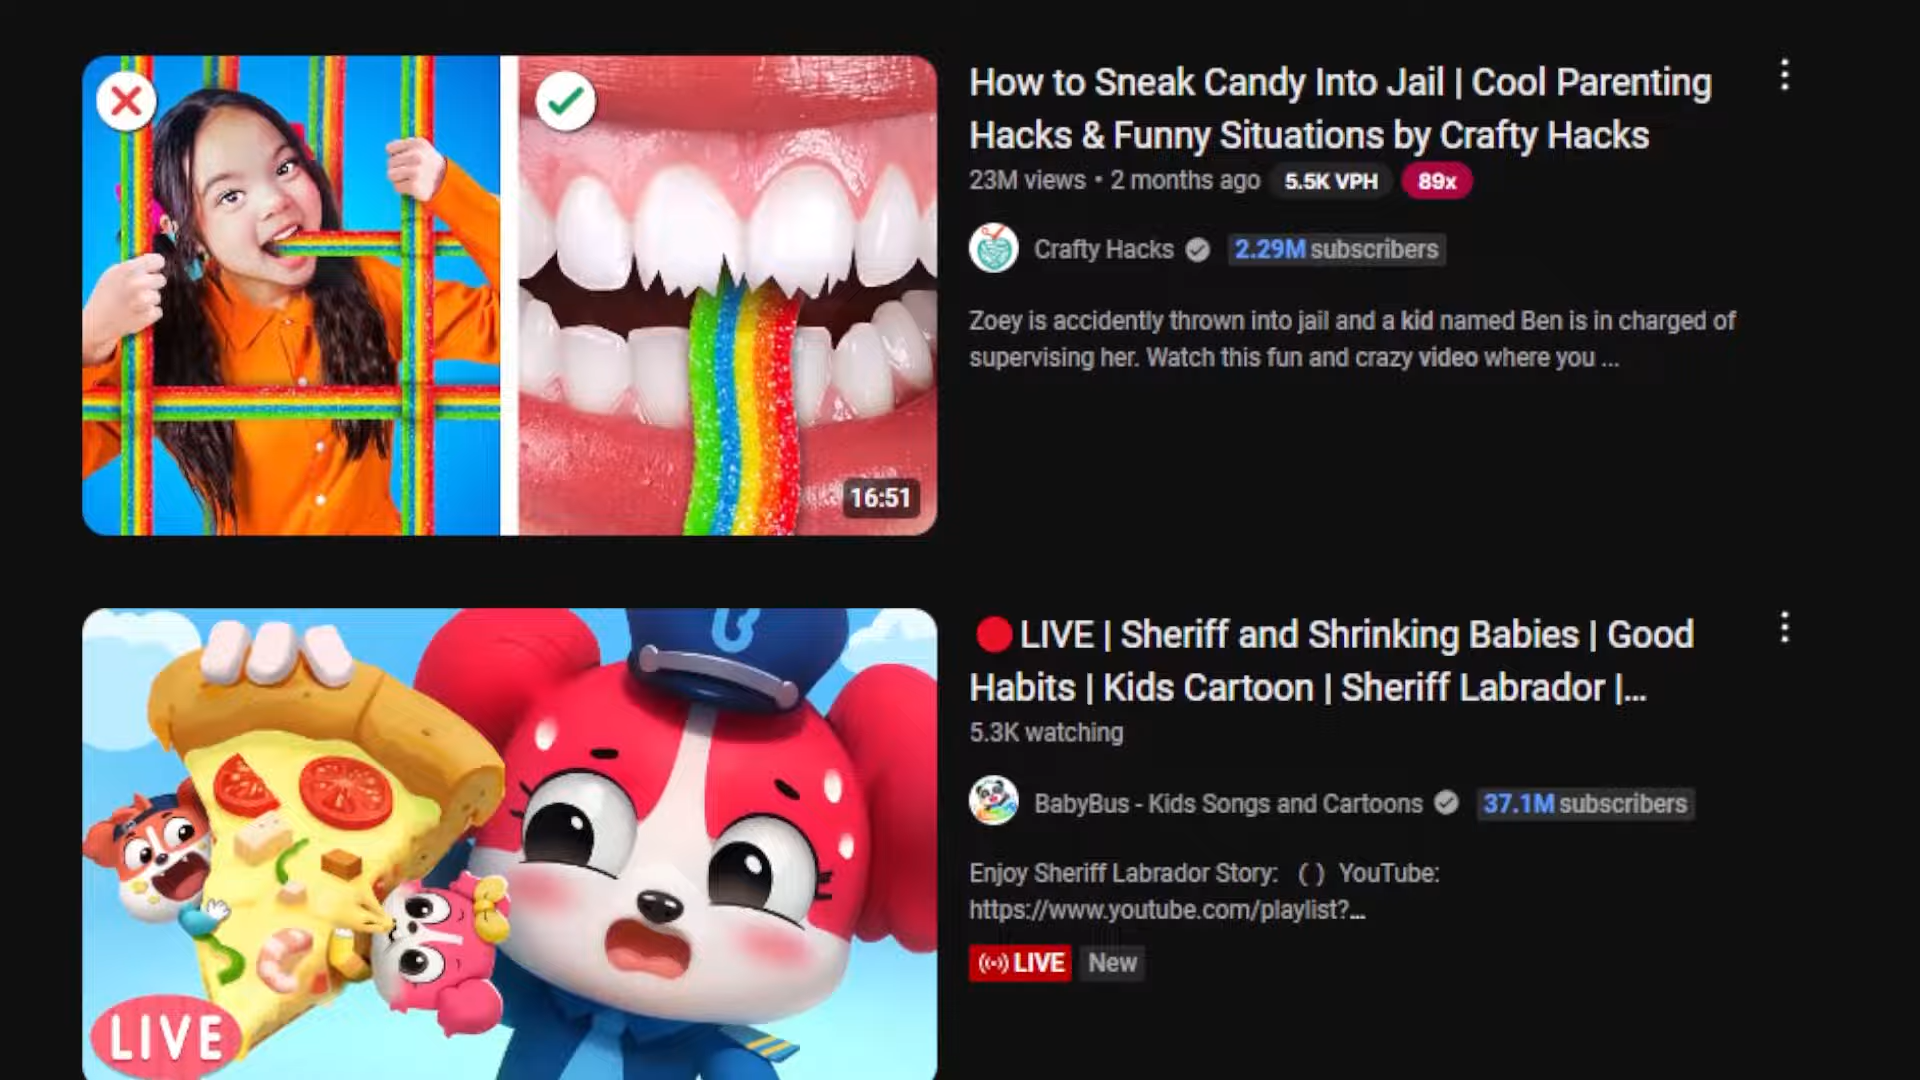 How to Sneak Candy Into Jail | Cool Parenting
Hacks & Funny Situations by Crafty Hacks
23M views • 2 months ago 5.5K VPH 89x
Crafty Hacks 2.29M subscribers
Zoey is accidently thrown into jail and a kid named Ben is in charged of
supervising her. Watch this fun and crazy video where you ...
16:51
🔴LIVE | Sheriff and Shrinking Babies | Good
Habits | Kids Cartoon | Sheriff Labrador |...
5.3K watching
BabyBus - Kids Songs and Cartoons 37.1M subscribers
Enjoy Sheriff Labrador Story: ( ) YouTube:
https://www.youtube.com/playlist?...
LIVE New
LIVE